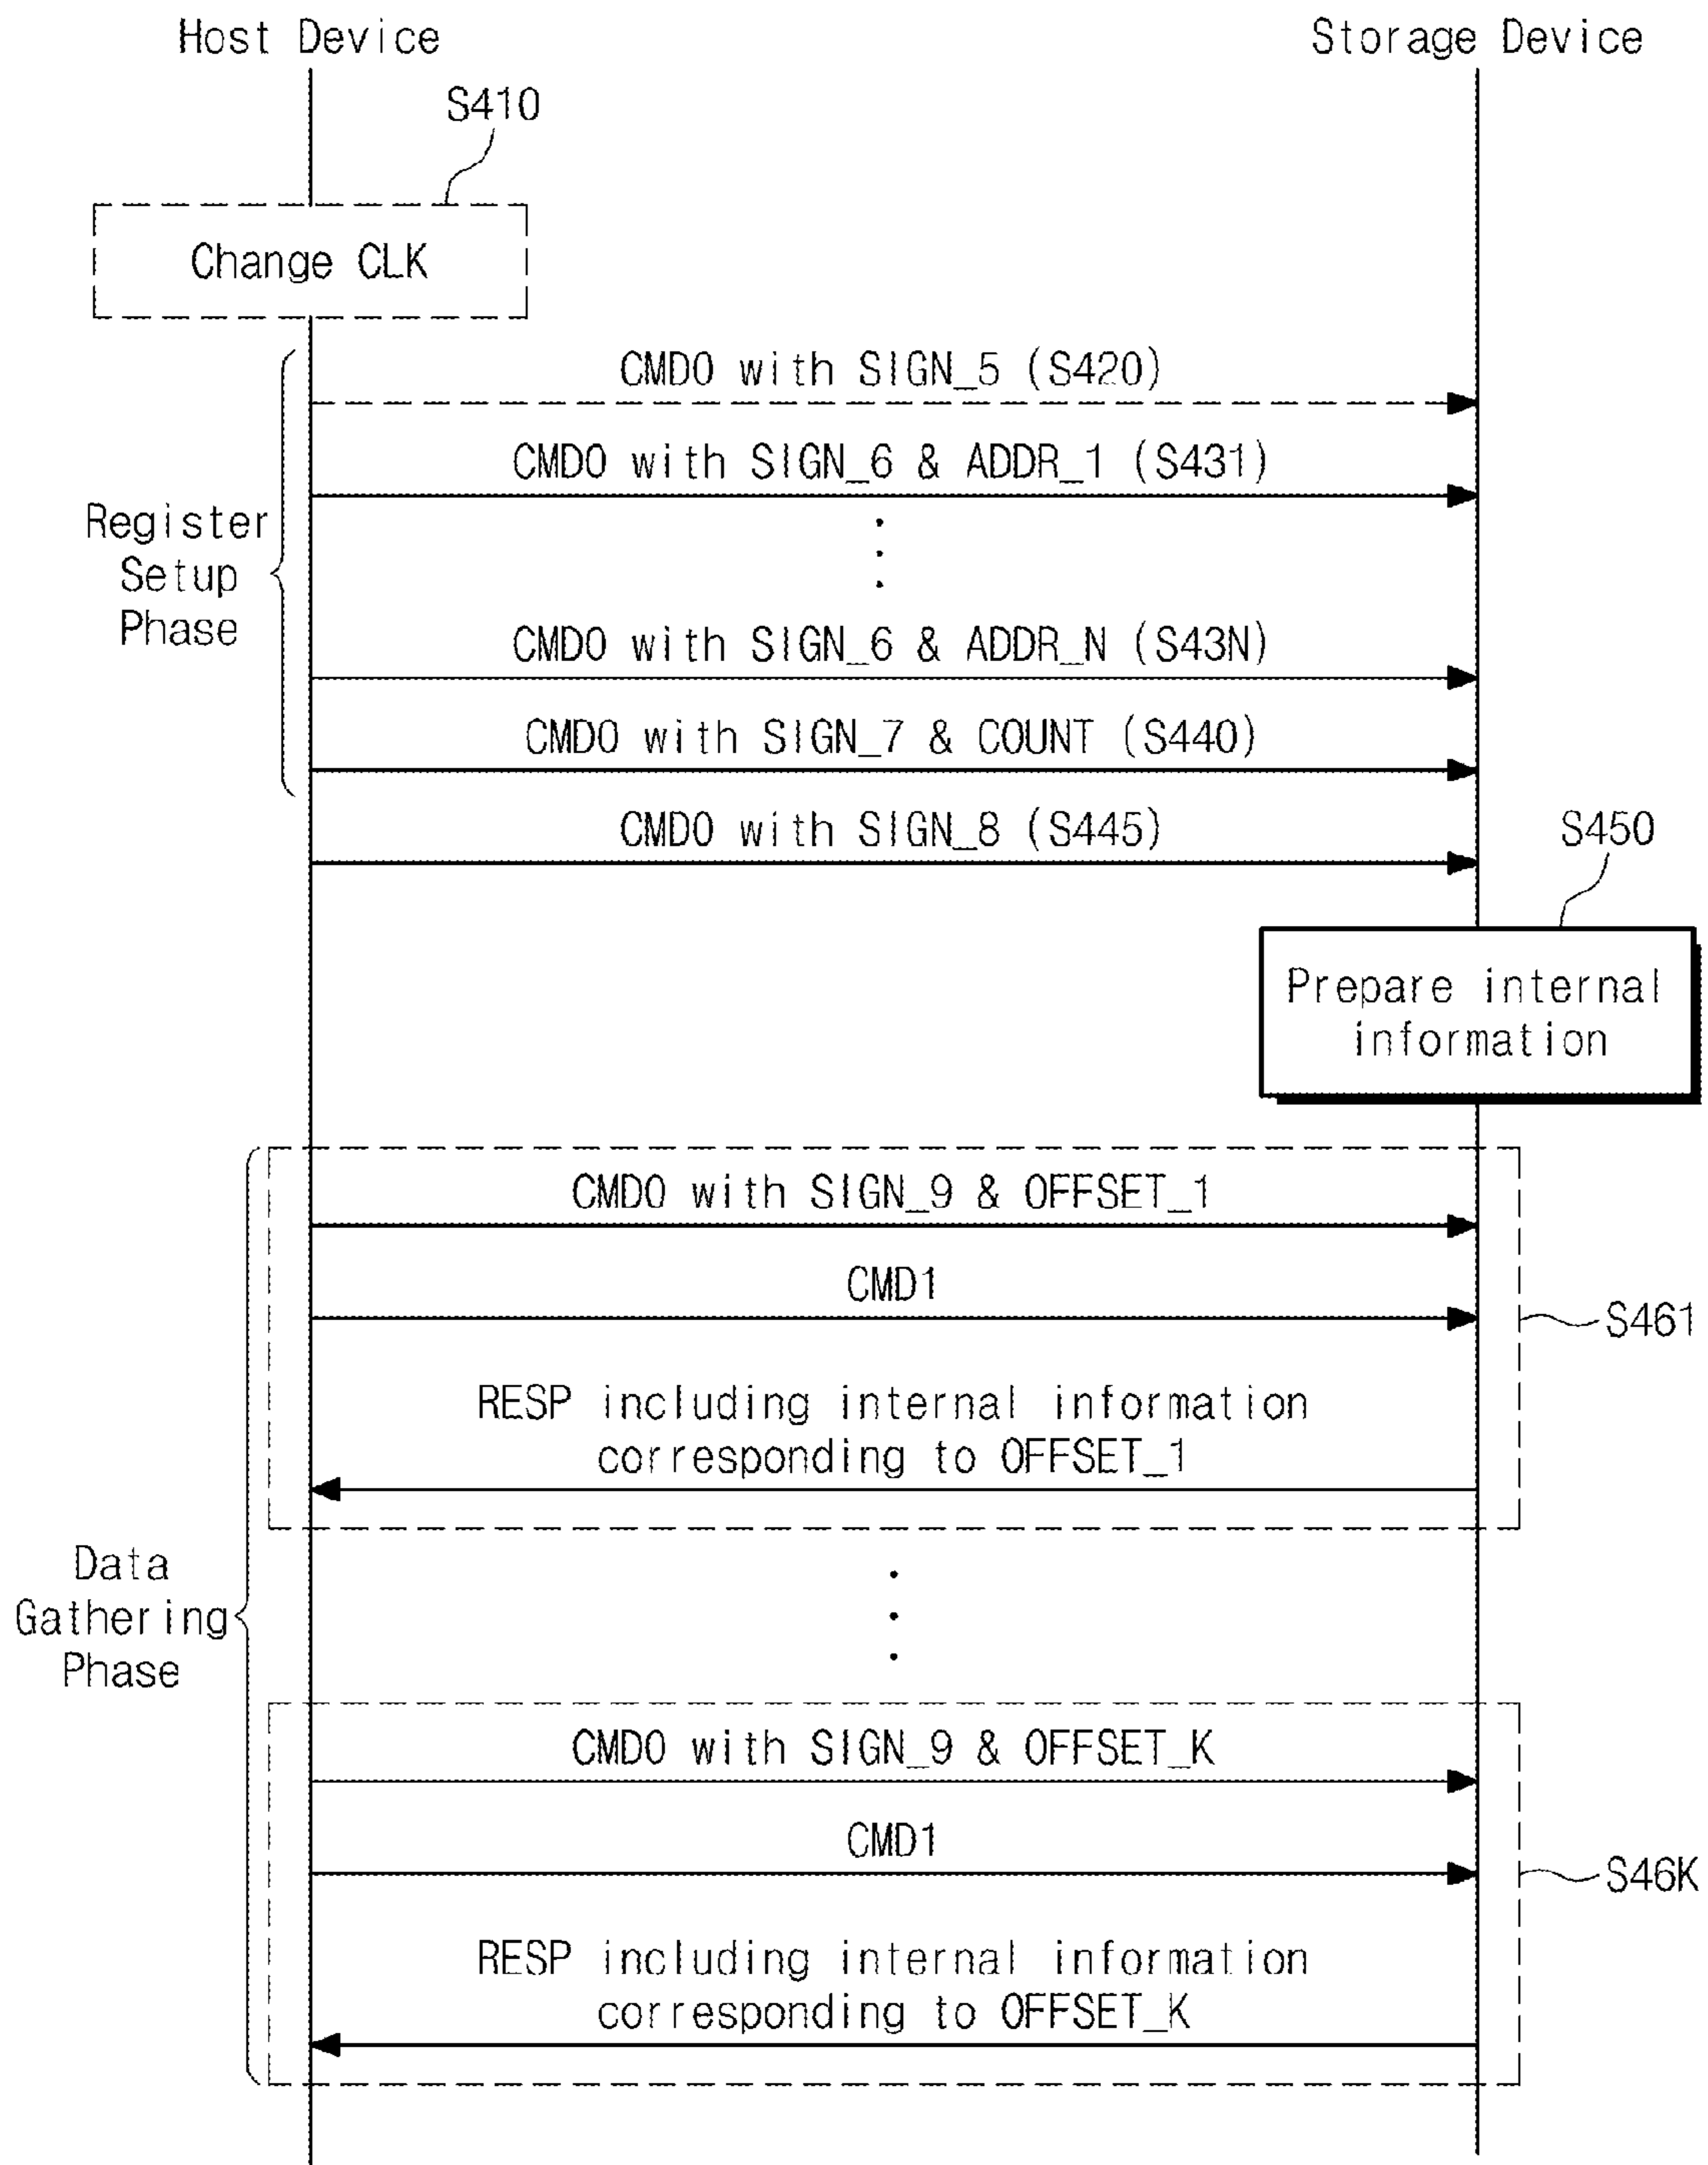 Host Device
Storage Device
S410
Change CLK
CMD0 with SIGN_5 (S420)
CMD0 with SIGN_6 & ADDR_1 (S431)
Register
Setup
Phase
CMD0 with SIGN_6 & ADDR_N (S43N)
CMD0 with SIGN_7 & COUNT (S440)
CMD0 with SIGN_8 (S445)
S450
Prepare internal
information
CMD0 with SIGN_9 & OFFSET_1
CMD1
S461
RESP including internal information
corresponding to OFFSET_1
Data
Gathering
Phase
CMD0 with SIGN_9 & OFFSET_K
CMD1
S46K
RESP including internal information
corresponding to OFFSET_K